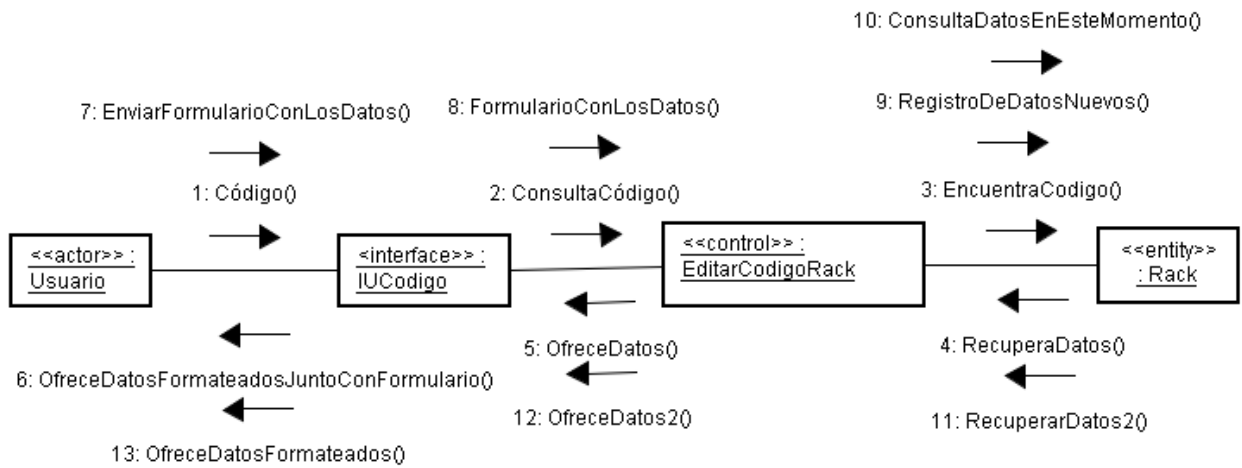 10: ConsultaDatosEnEsteMomento()
7: EnviarFormularioConLosDatos()
8: FormularioConLosDatos()
9: RegistroDeDatosNuevos()
1: Código()
2: ConsultaCódigo()
3: EncuentraCodigo()
<<actor>> :
Usuario
<interface>> :
IUCodigo
<<control>> :
EditarCodigoRack
<<entity>>
: Rack
5: OfreceDatos()
4: RecuperaDatos()
6: OfreceDatosFormateadosJuntoConFormulario()
12: OfreceDatos2()
11: RecuperarDatos2()
13: OfreceDatosFormateados()